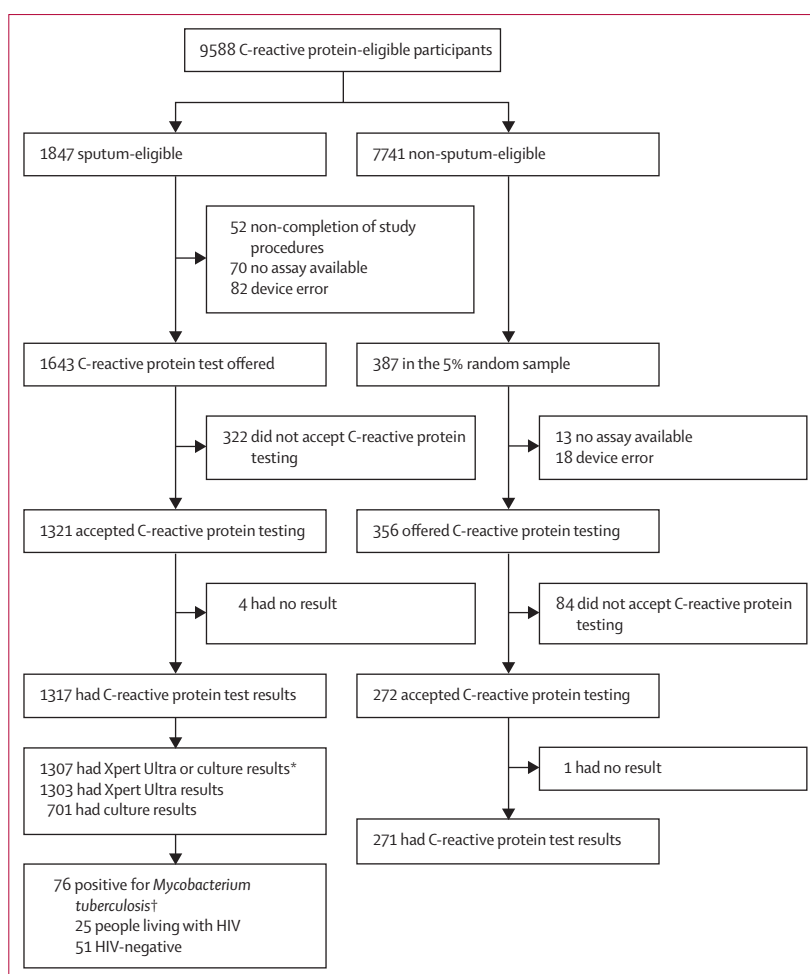 9588 C-reactive protein-eligible participants
1847 sputum-eligible
7741 non-sputum-eligible
52 non-completion of study
procedures
70 no assay available
82 device error
1643 C-reactive protein test offered
387 in the 5% random sample
322 did not accept C-reactive protein
testing
13 no assay available
18 device error
1321 accepted C-reactive protein testing
356 offered C-reactive protein testing
4 had no result
84 did not accept C-reactive protein
testing
1317 had C-reactive protein test results
272 accepted C-reactive protein testing
1307 had Xpert Ultra or culture results*
1303 had Xpert Ultra results
701 had culture results
1 had no result
271 had C-reactive protein test results
76 positive for Mycobacterium
tuberculosis†
25 people living with HIV
51 HIV-negative